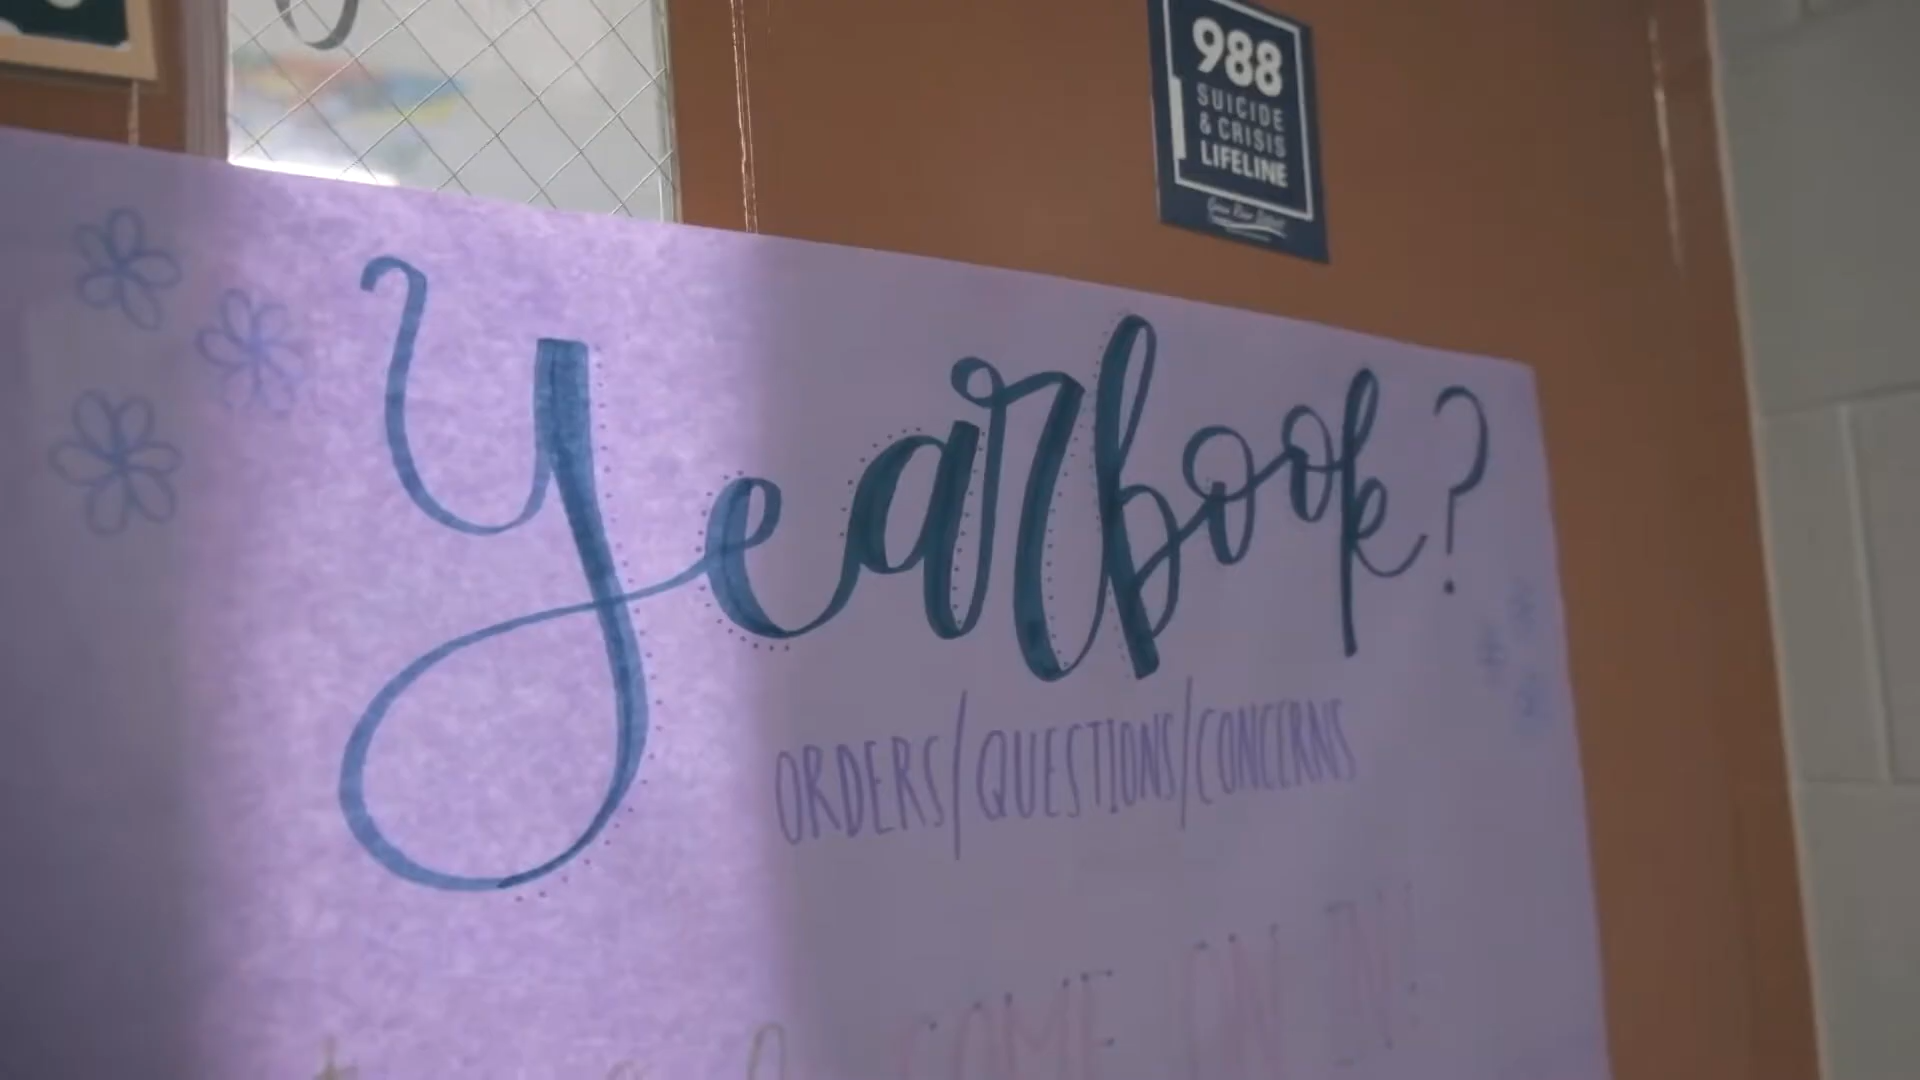 988
SUICIDE
& CRISIS
LIFELINE
Yearbook?
ORDERS/QUESTIONS/CONCERNS
COME ON IN!